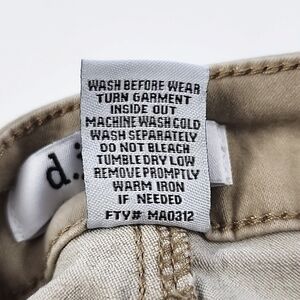 WASH BEFORE WEAR
TURN GARMENT
INSIDE OUT
MACHINE WASH COLD
WASH SEPARATELY
DO NOT BLEACH
TUMBLE DRY LOW
REMOVE PROMPTLY
WARM IRON
IF NEEDED
FTY# MA0312
d.